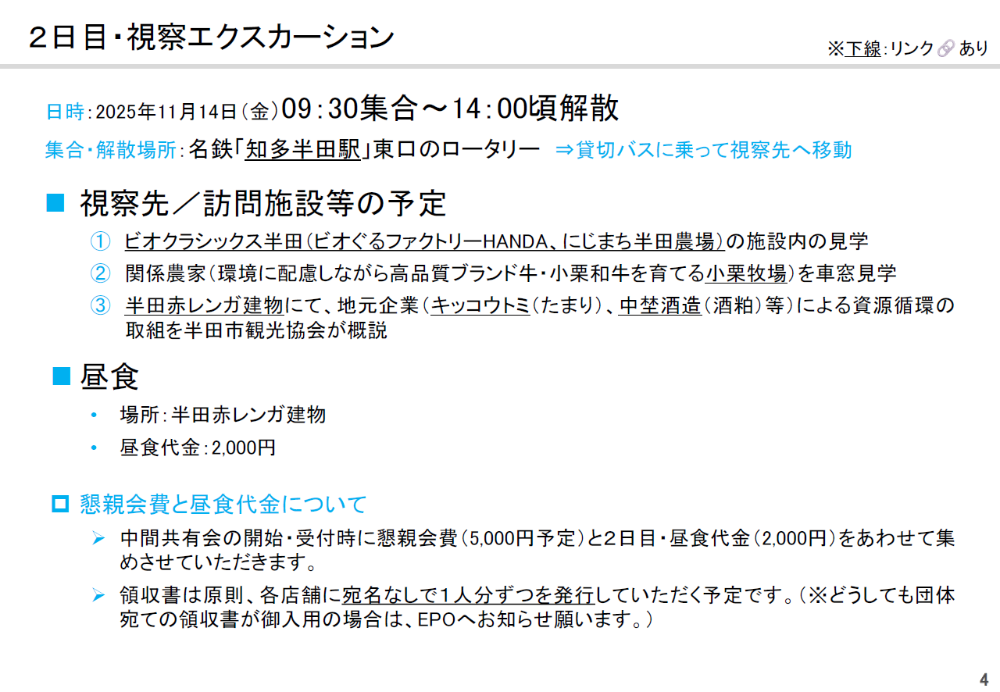 ２日目・視察エクスカーション
※下線：リンク🔗あり
日時：2025年11月14日（金）09：30集合～14：00頃解散
集合・解散場所：名鉄「知多半田駅」東口のロータリー　⇒貸切バスに乗って視察先へ移動
■ 視察先／訪問施設等の予定
① ビオクラシックス半田（ビオぐるファクトリーHANDA、にじまち半田農場）の施設内の見学
② 関係農家（環境に配慮しながら高品質ブランド牛・小栗和牛を育てる小栗牧場）を車窓見学
③ 半田赤レンガ建物にて、地元企業（キッコウトミ（たまり）、中埜酒造（酒粕）等）による資源循環の
取組を半田市観光協会が概説
■ 昼食
• 場所：半田赤レンガ建物
• 昼食代金：2,000円
懇親会費と昼食代金について
➢ 中間共有会の開始・受付時に懇親会費（5,000円予定）と２日目・昼食代金（2,000円）をあわせて集
めさせていただきます。
➢ 領収書は原則、各店舗に宛名なしで１人分ずつを発行していただく予定です。（※どうしても団体
宛ての領収書が御入用の場合は、EPOへお知らせ願います。）
4